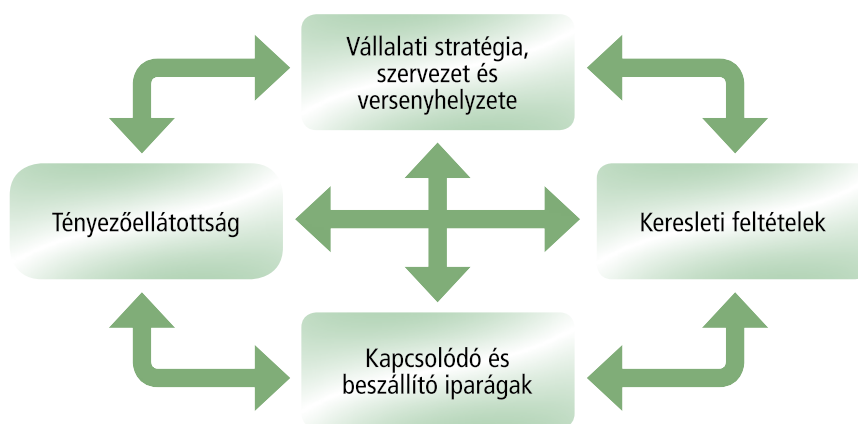 Vállalati stratégia,
szervezet és
versenyhelyzete
Tényezőellátottság
Keresleti feltételek
Kapcsolódó és
beszállító iparágak